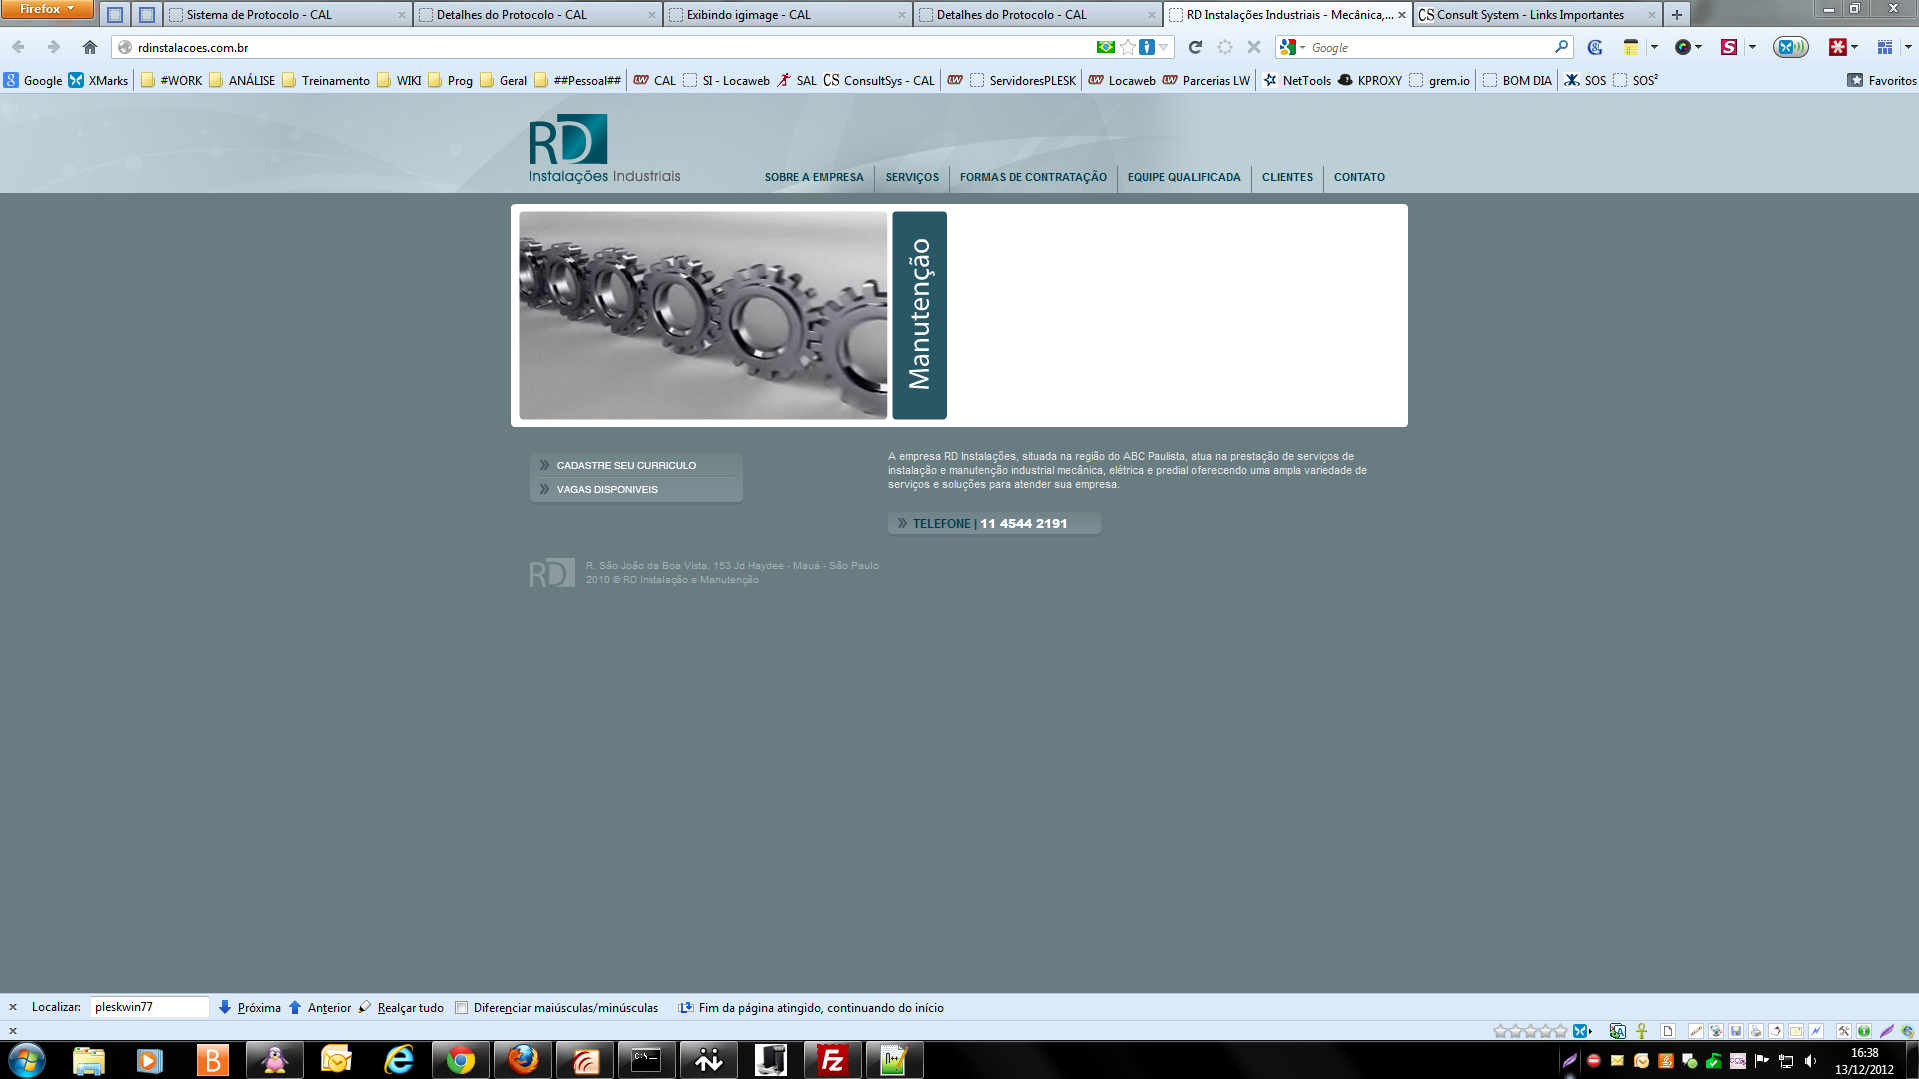 Firefox
Sistema de Protocolo - CAL
Detalhes do Protocolo - CAL
Exibindo igimage - CAL
Detalhes do Protocolo - CAL
RD Instalações Industriais - Mecânica,...
CS Consult System - Links Importantes
rdinstalacoes.com.br
Google
Google
XMarks
#WORK
ANÁLISE
Treinamento
WIKI
Prog
Geral
##Pessoal##
CAL
SI - Locaweb
SAL
CS ConsultSys - CAL
ServidoresPLESK
Locaweb
Parcerias LW
NetTools
KPROXY
grem.io
BOM DIA
SOS
SOS²
Favoritos
RD
Instalações Industriais
SOBRE A EMPRESA
SERVIÇOS
FORMAS DE CONTRATAÇÃO
EQUIPE QUALIFICADA
CLIENTES
CONTATO
Manutenção
CADASTRE SEU CURRICULO
VAGAS DISPONIVEIS
A empresa RD Instalações, situada na região do ABC Paulista, atua na prestação de serviços de
instalação e manutenção industrial mecânica, elétrica e predial oferecendo uma ampla variedade de
serviços e soluções para atender sua empresa.
TELEFONE | 11 4544 2191
RD
R. São João da Boa Vista, 153 Jd Haydee - Mauá - São Paulo
2010 © RD Instalação e Manutenção
Localizar: pleskwin77 Próxima Anterior Realçar tudo Diferenciar maiúsculas/minúsculas Fim da página atingido, continuando do início
16:38
13/12/2012